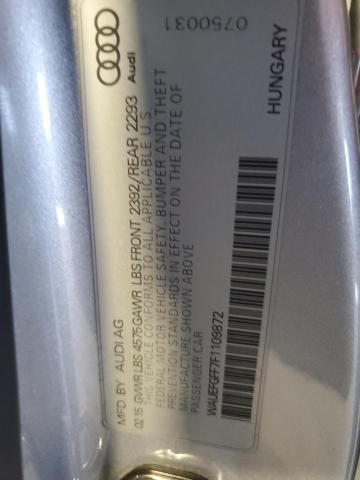 MFD BY AUDI AG
02.15 GVWR LBS 4575 GAWR LBS FRONT 2392/REAR 2293
THIS VEHICLE CONFORMS TO ALL APPLICABLE U S
FEDERAL MOTOR VEHICLE SAFETY, BUMPER AND THEFT
PREVENTION STANDARDS IN EFFECT ON THE DATE OF
MANUFACTURE SHOWN ABOVE
PASSENGER CAR
WAUEFGFF7F1109872
Audi
0750031
HUNGARY